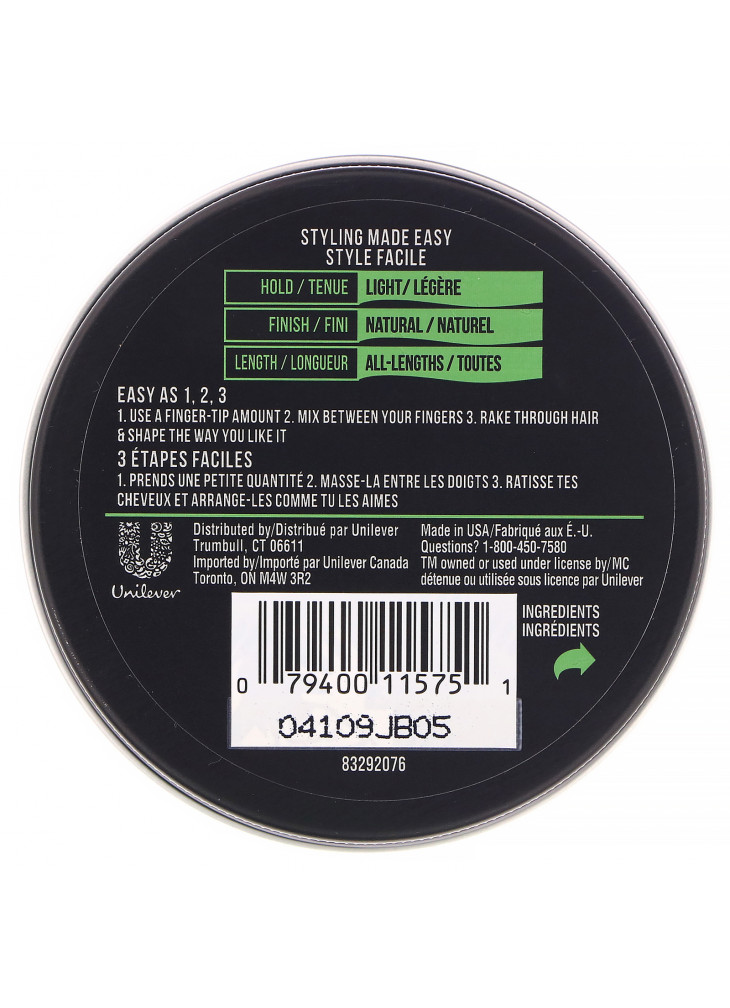 STYLING MADE EASY
STYLE FACILE
HOLD / TENUE LIGHT/ LÉGÈRE
FINISH / FINI NATURAL / NATUREL
LENGTH / LONGUEUR ALL-LENGTHS / TOUTES
EASY AS 1, 2, 3
1. USE A FINGER-TIP AMOUNT 2. MIX BETWEEN YOUR FINGERS 3. RAKE THROUGH HAIR
& SHAPE THE WAY YOU LIKE IT
3 ÉTAPES FACILES
1. PRENDS UNE PETITE QUANTITÉ 2. MASSE-LA ENTRE LES DOIGTS 3. RATISSE TES
CHEVEUX ET ARRANGE-LES COMME TU LES AIMES
Unilever
Distributed by/Distribué par Unilever
Trumbull, CT 06611
Imported by/Importé par Unilever Canada
Toronto, ON M4W 3R2
Made in USA/Fabriqué aux É.-U.
Questions? 1-800-450-7580
TM owned or used under license by/MC
détenue ou utilisée sous licence par Unilever
INGREDIENTS
INGRÉDIENTS
0 79400 11575 1
04109JB05
83292076